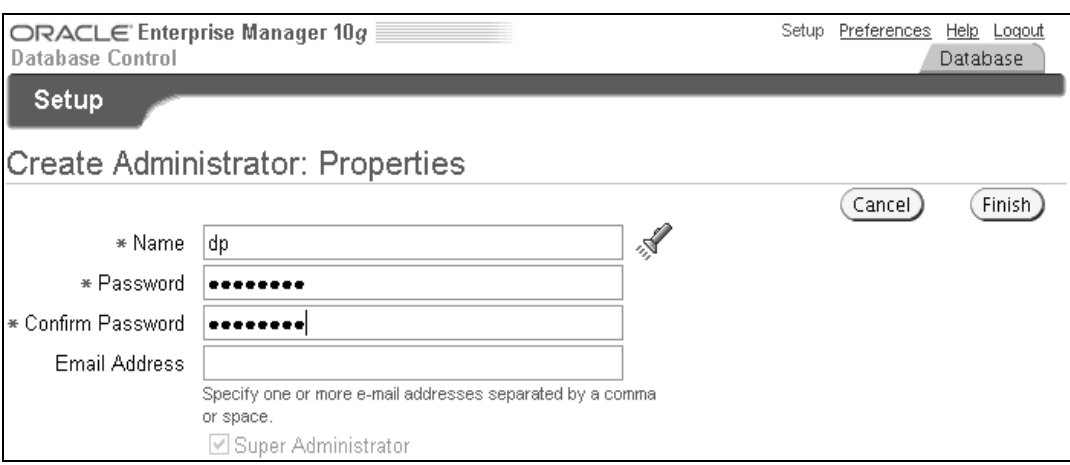 ORACLE Enterprise Manager 10g
Setup Preferences Help Logout
Database Control
Database
Setup
Create Administrator: Properties
Cancel Finish
* Name dp
* Password ••••••••
* Confirm Password ••••••••
Email Address
Specify one or more e-mail addresses separated by a comma
or space.
Super Administrator